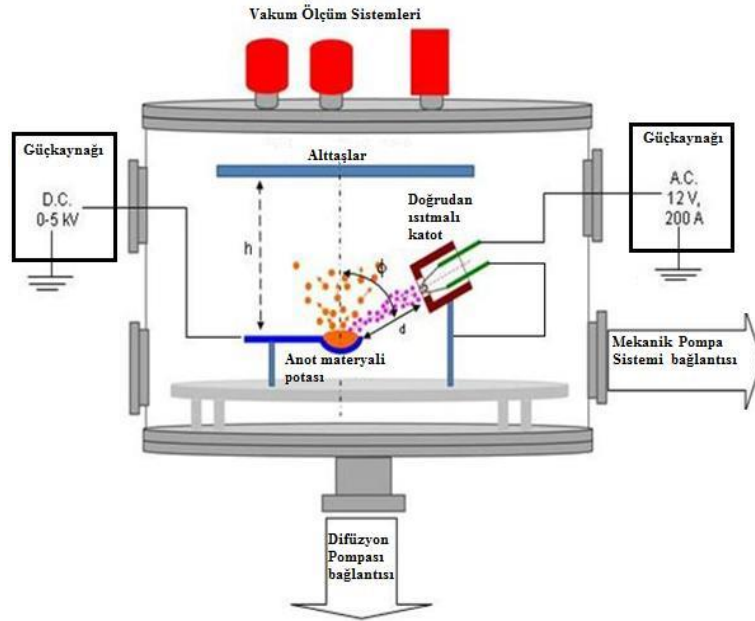 Vakum Ölçüm Sistemleri
Güçkaynağı
D.C.
0-5 kV
Güçkaynağı
A.C.
12 V,
200 A
Alttaşlar
Doğrudan
ısıtmalı
katot
h
ϕ
d
Anot materyali
potası
Mekanik Pompa
Sistemi bağlantısı
Difüzyon
Pompası
bağlantısı